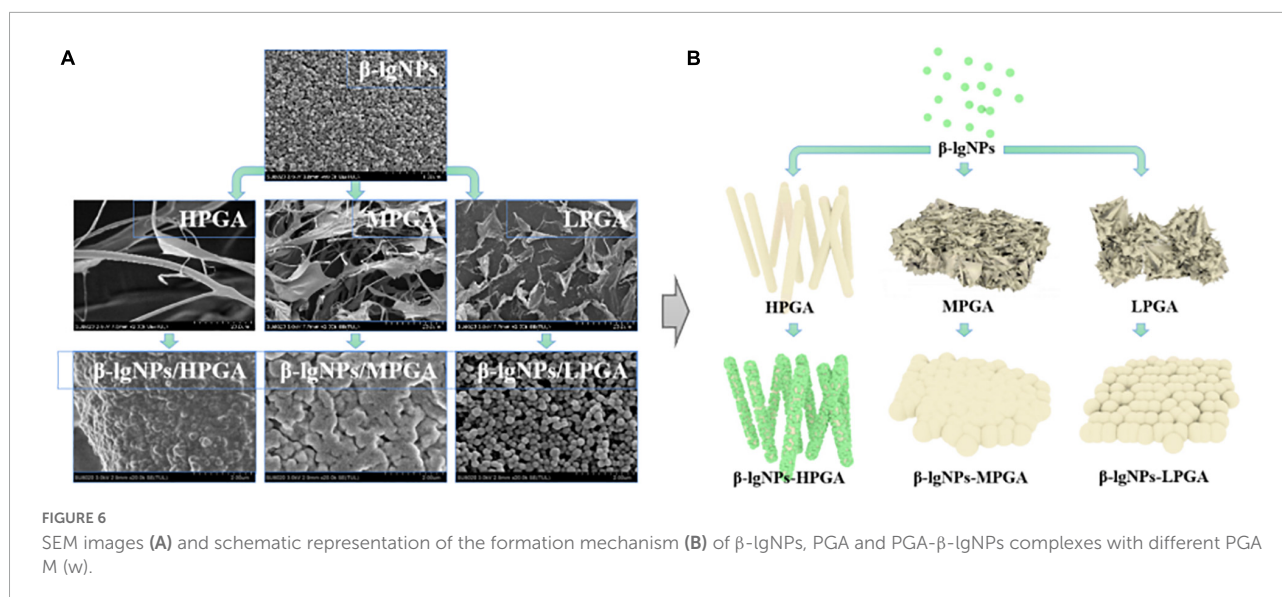 A
B
β-lgNPs
β-lgNPs
HPGA
MPGA
LPGA
HPGA
MPGA
LPGA
β-lgNPs/HPGA
β-lgNPs/MPGA
β-lgNPs/LPGA
β-lgNPs-HPGA
β-lgNPs-MPGA
β-lgNPs-LPGA
FIGURE 6
SEM images (A) and schematic representation of the formation mechanism (B) of β-lgNPs, PGA and PGA-β-lgNPs complexes with different PGA
M (w).